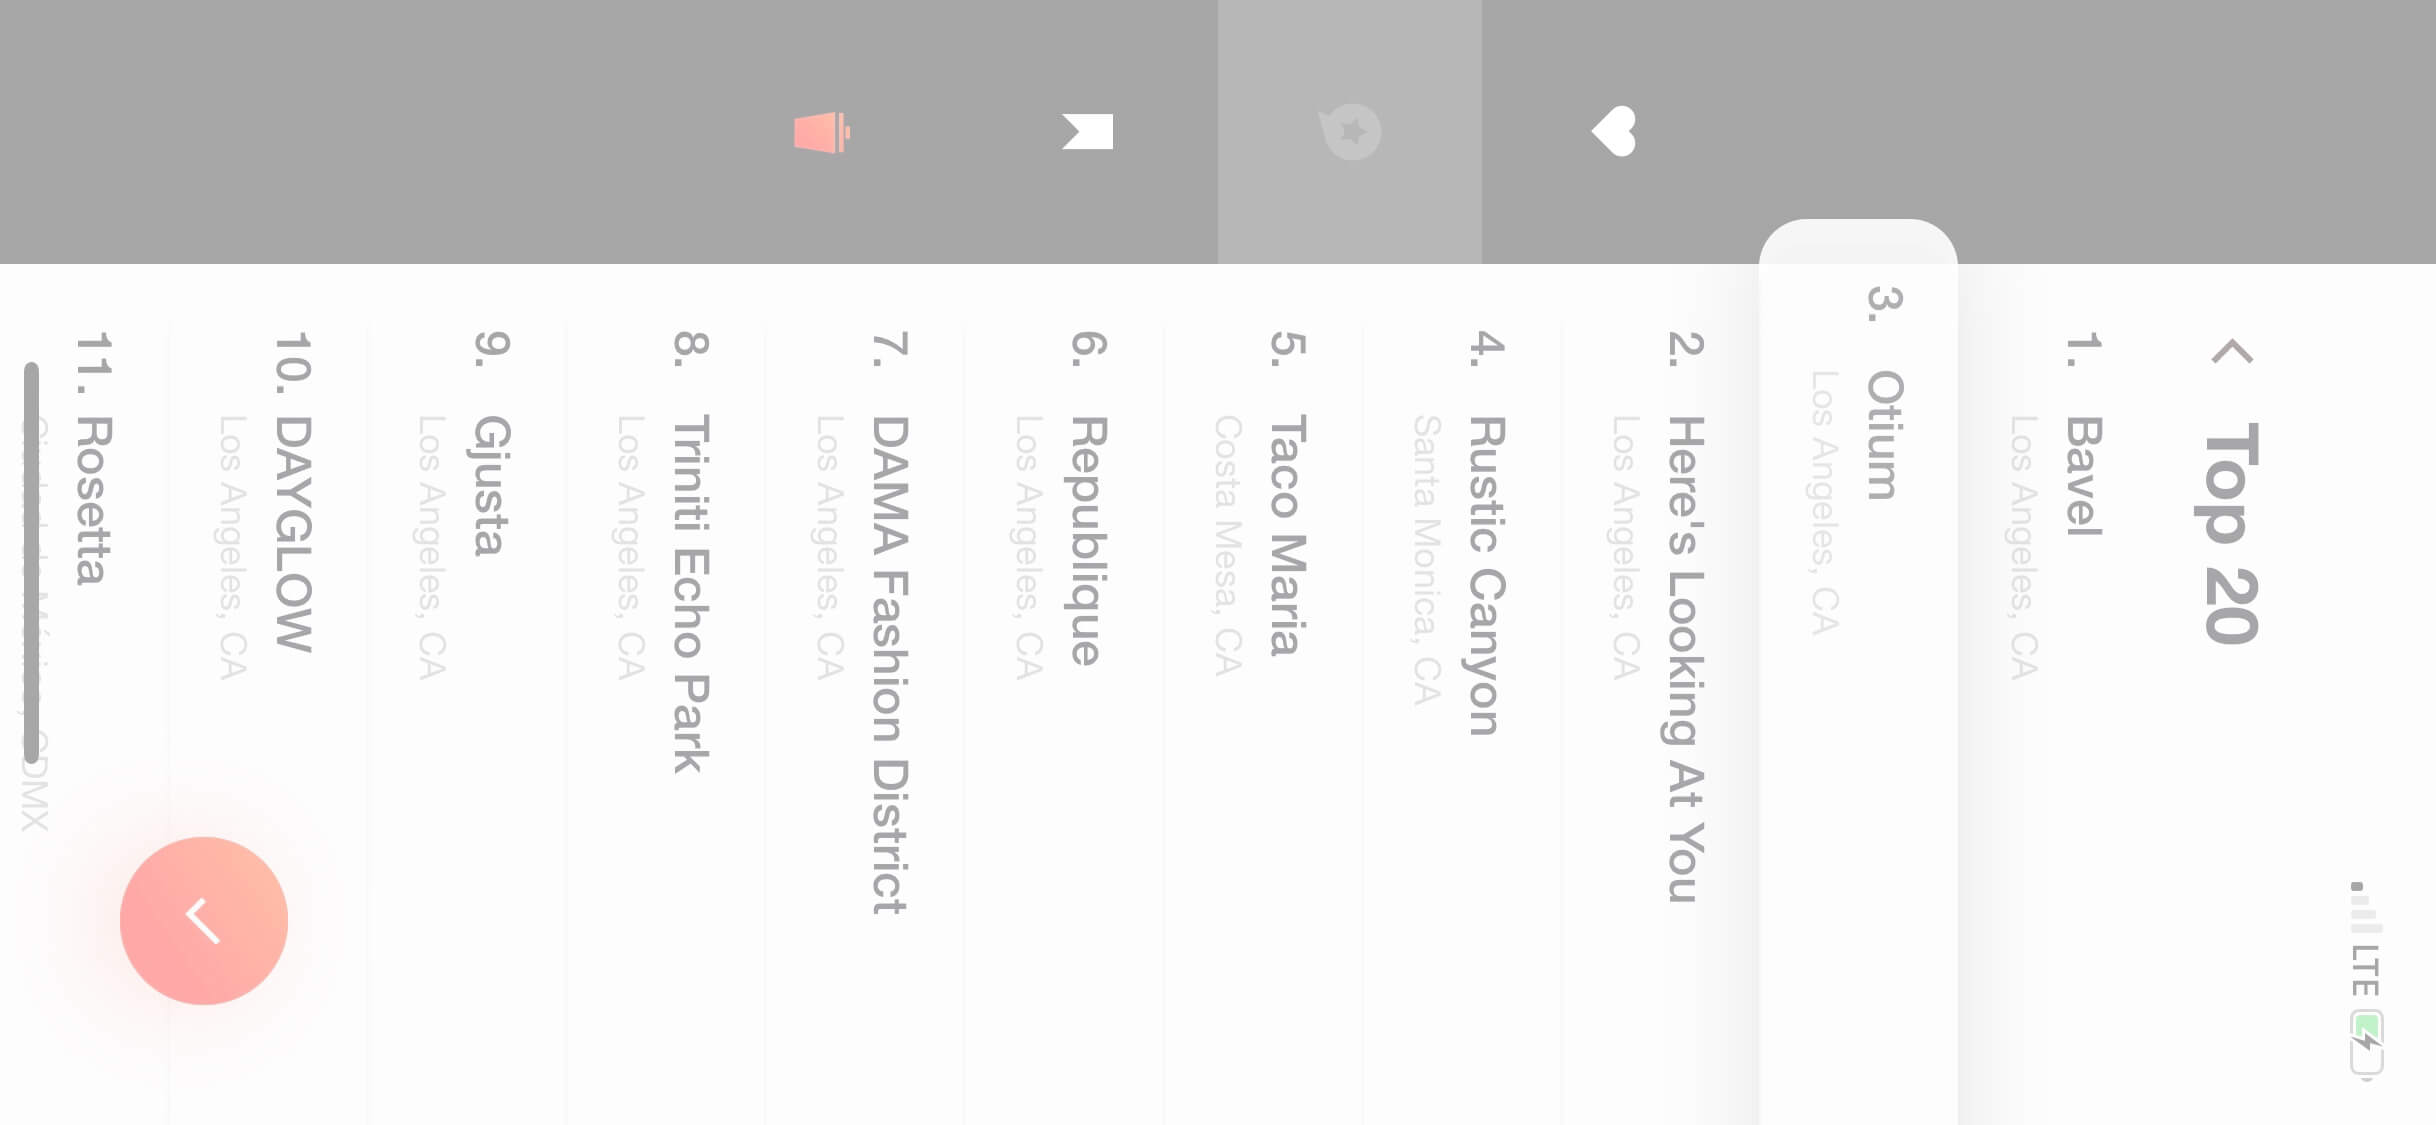 LTE
Top 20
1. Bavel
Los Angeles, CA
3. Otium
Los Angeles, CA
2. Here's Looking At You
Los Angeles, CA
4. Rustic Canyon
Santa Monica, CA
5. Taco Maria
Costa Mesa, CA
6. Republique
Los Angeles, CA
7. DAMA Fashion District
Los Angeles, CA
8. Triniti Echo Park
Los Angeles, CA
9. Gjusta
Los Angeles, CA
10. DAYGLOW
Los Angeles, CA
11. Rosetta
Ciudad de México, CDMX